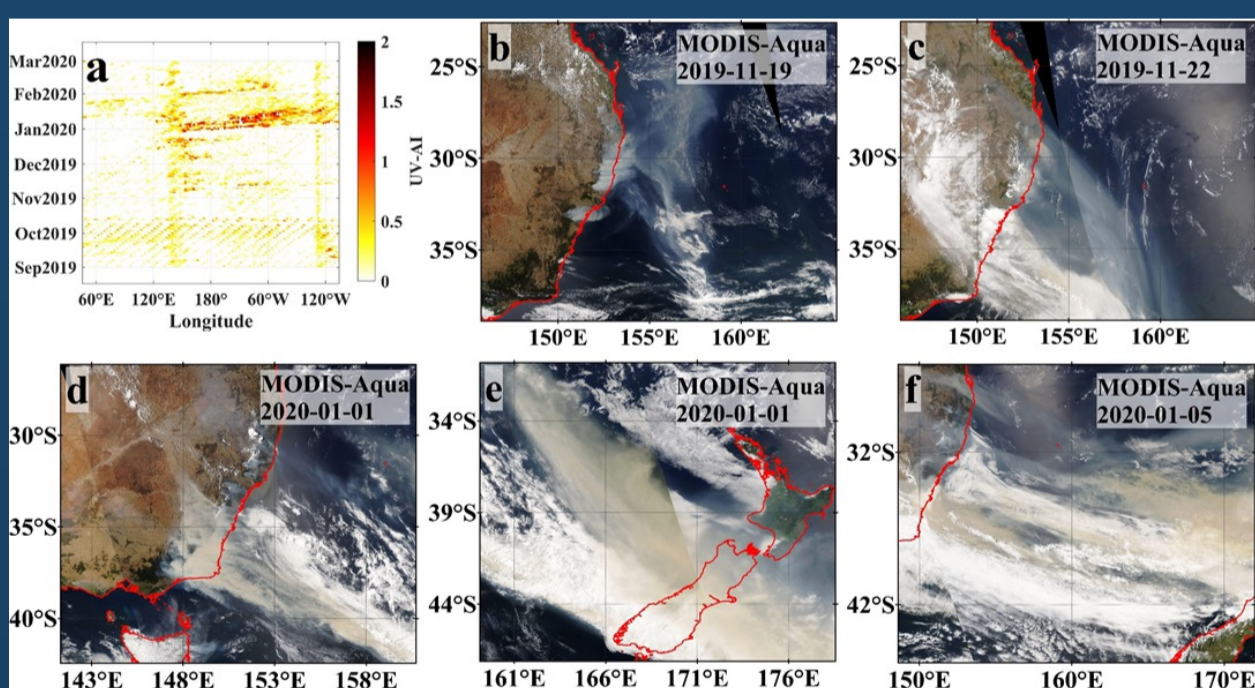 a
Mar2020
Feb2020
Jan2020
Dec2019
Nov2019
Oct2019
Sep2019
60°E 120°E 180° 60°W 120°W
Longitude
2
1.5
1
0.5
0
UV-AI
b
MODIS-Aqua
2019-11-19
25°S
30°S
35°S
150°E 155°E 160°E
c
MODIS-Aqua
2019-11-22
25°S
30°S
35°S
150°E 155°E 160°E
d
MODIS-Aqua
2020-01-01
30°S
35°S
40°S
143°E 148°E 153°E 158°E
e
MODIS-Aqua
2020-01-01
34°S
39°S
44°S
161°E 166°E 171°E 176°E
f
MODIS-Aqua
2020-01-05
32°S
42°S
150°E 160°E 170°E